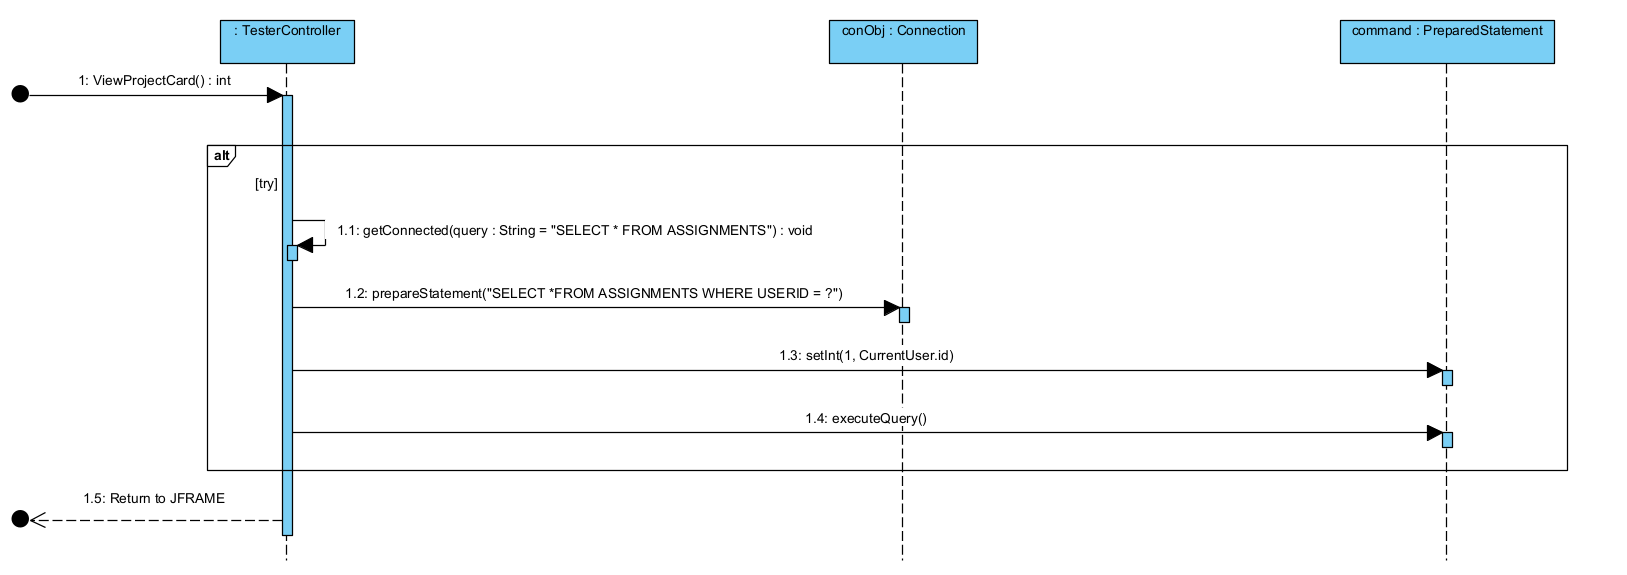 : TesterController
conObj : Connection
command : PreparedStatement
1: ViewProjectCard() : int
alt
[try]
1.1: getConnected(query : String = "SELECT * FROM ASSIGNMENTS") : void
1.2: prepareStatement("SELECT *FROM ASSIGNMENTS WHERE USERID = ?")
1.3: setInt(1, CurrentUser.id)
1.4: executeQuery()
1.5: Return to JFRAME